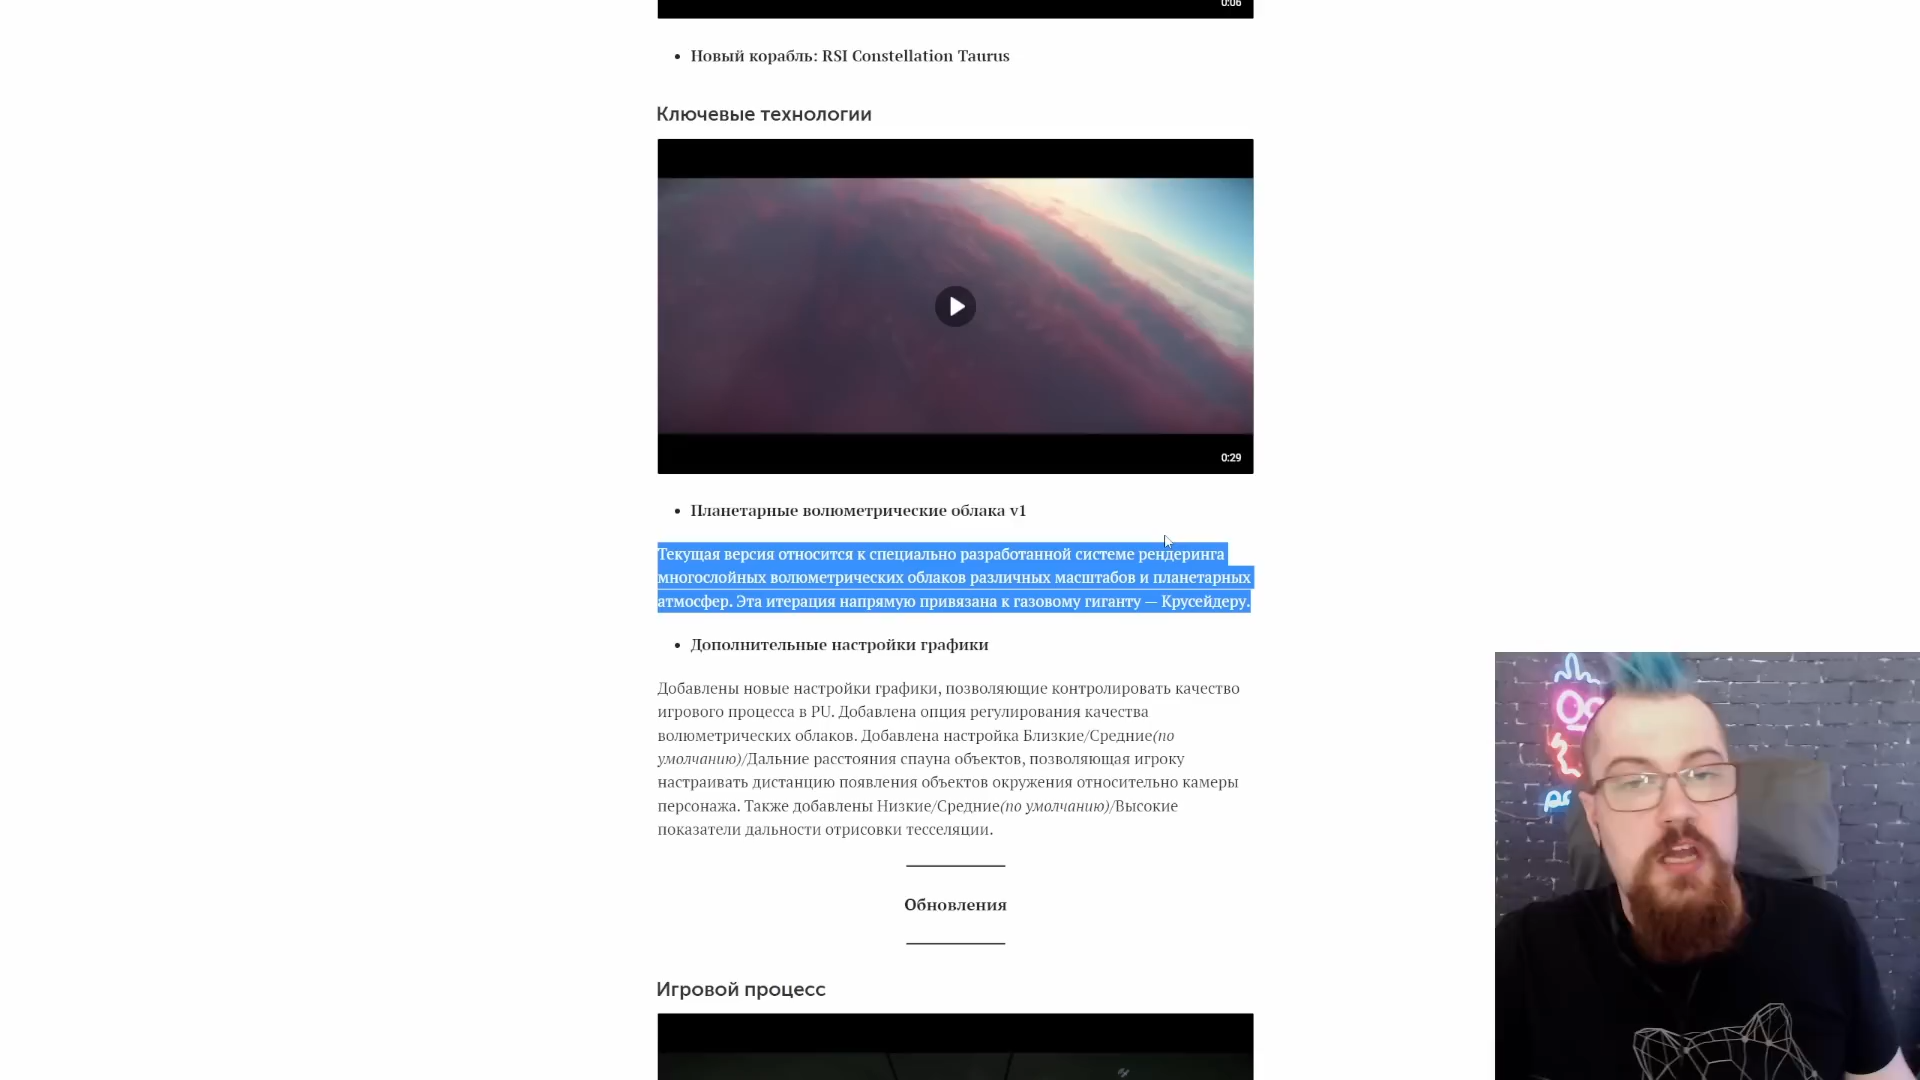 0:06
• Новый корабль: RSI Constellation Taurus
Ключевые технологии
0:29
• Планетарные волюметрические облака v1
Текущая версия относится к специально разработанной системе рендеринга
многослойных волюметрических облаков различных масштабов и планетарных
атмосфер. Эта итерация напрямую привязана к газовому гиганту — Крусейдеру.
• Дополнительные настройки графики
Добавлены новые настройки графики, позволяющие контролировать качество
игрового процесса в PU. Добавлена опция регулирования качества
волюметрических облаков. Добавлена настройка Близкие/Средние(по
умолчанию)/Дальние расстояния спауна объектов, позволяющая игроку
настраивать дистанцию появления объектов окружения относительно камеры
персонажа. Также добавлены Низкие/Средние(по умолчанию)/Высокие
показатели дальности отрисовки тесселяции.
Обновления
Игровой процесс